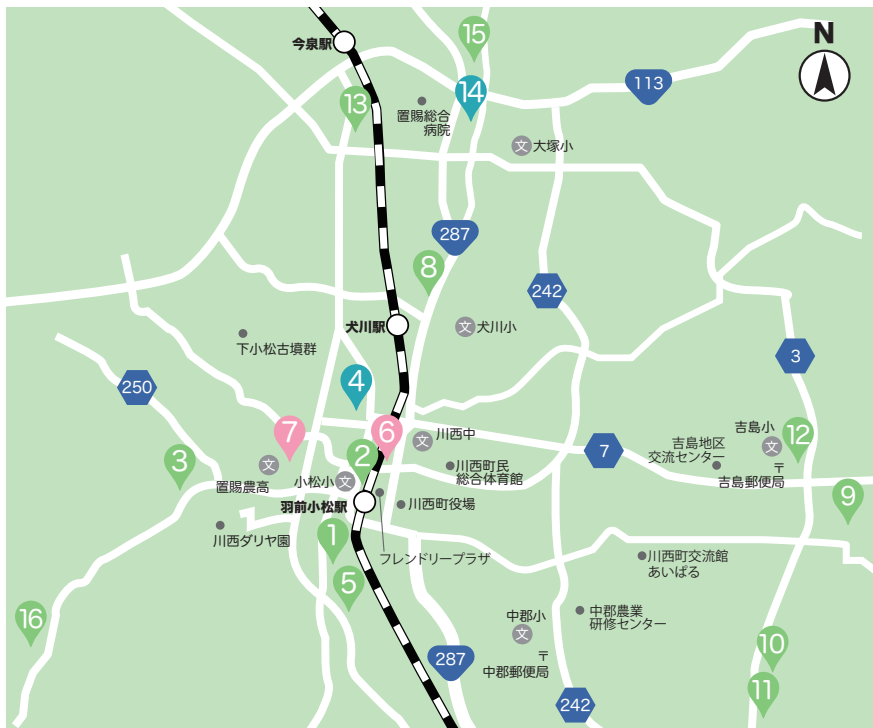 今泉駅
15
N
113
13
14
置賜総合
病院
文
大塚小
287
8
242
犬川駅
文
犬川小
下小松古墳群
3
250
4
7
6
文
川西中
吉島小
12
文
吉島地区
交流センター
〒
吉島郵便局
7
3
2
文
置賜農高
小松小
文
川西町民
総合体育館
9
羽前小松駅
川西町役場
川西ダリヤ園
1
フレンドリープラザ
川西町交流館
あいぱる
5
16
中郡小
文
中郡農業
研修センター
〒
中郡郵便局
287
10
11
242